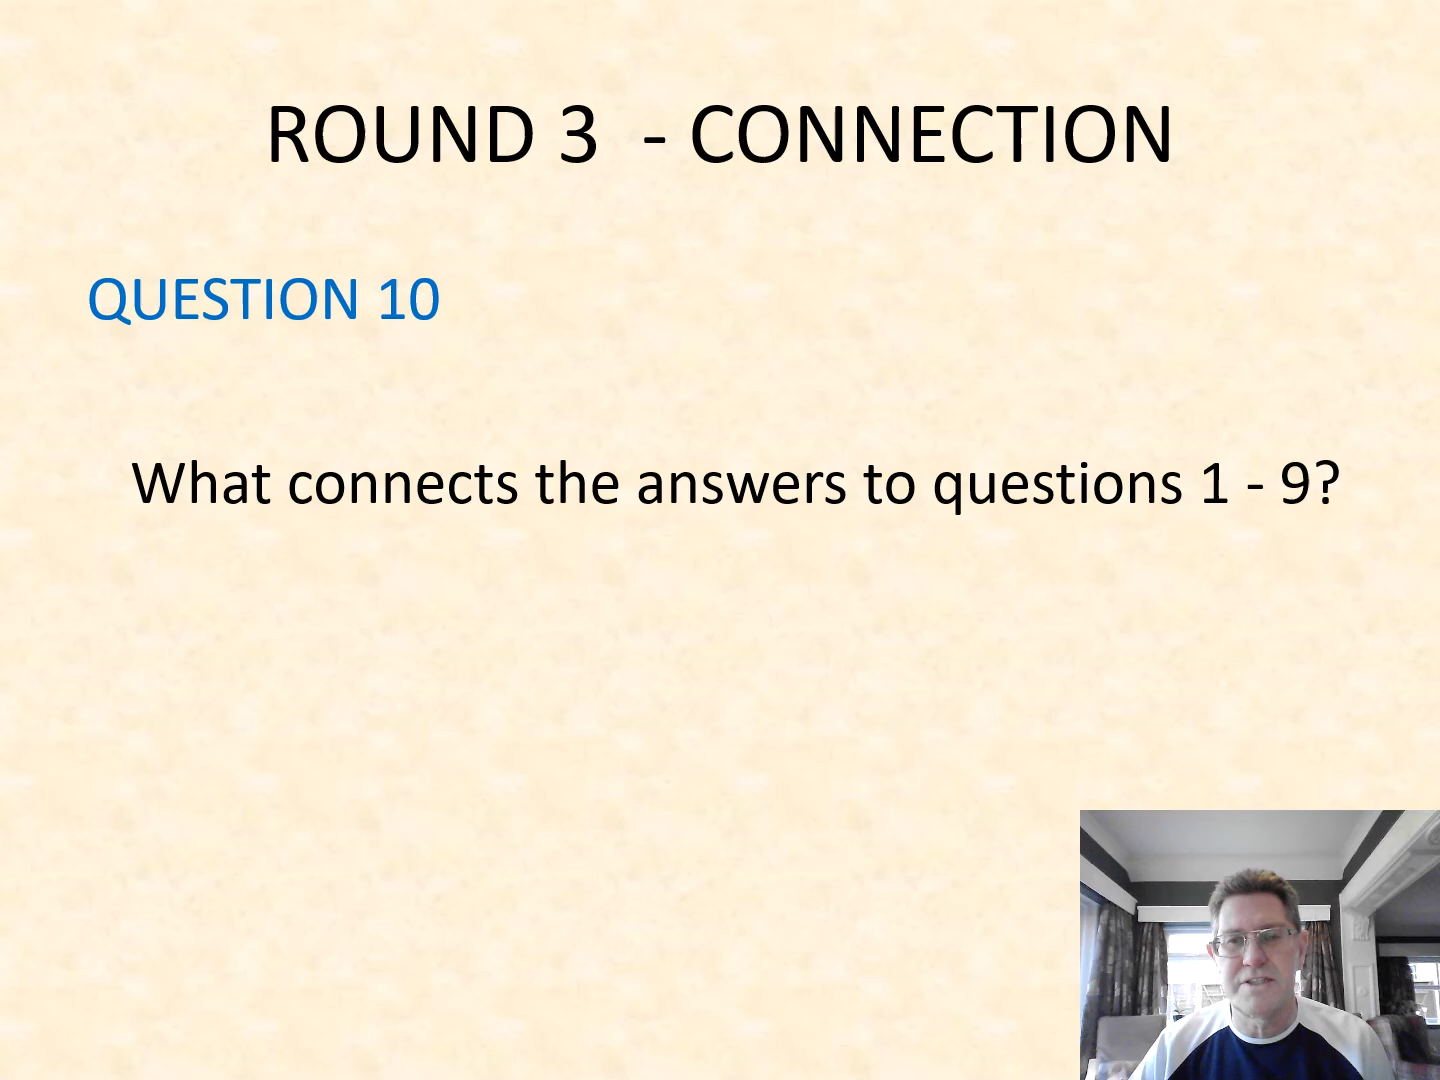 ROUND 3  - CONNECTION
QUESTION 10
What connects the answers to questions 1 - 9?